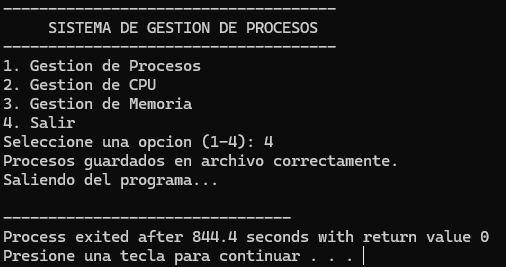 -------------------------------------
SISTEMA DE GESTION DE PROCESOS
-------------------------------------
1. Gestion de Procesos
2. Gestion de CPU
3. Gestion de Memoria
4. Salir
Seleccione una opcion (1-4): 4
Procesos guardados en archivo correctamente.
Saliendo del programa...
--------------------------------
Process exited after 844.4 seconds with return value 0
Presione una tecla para continuar . . .